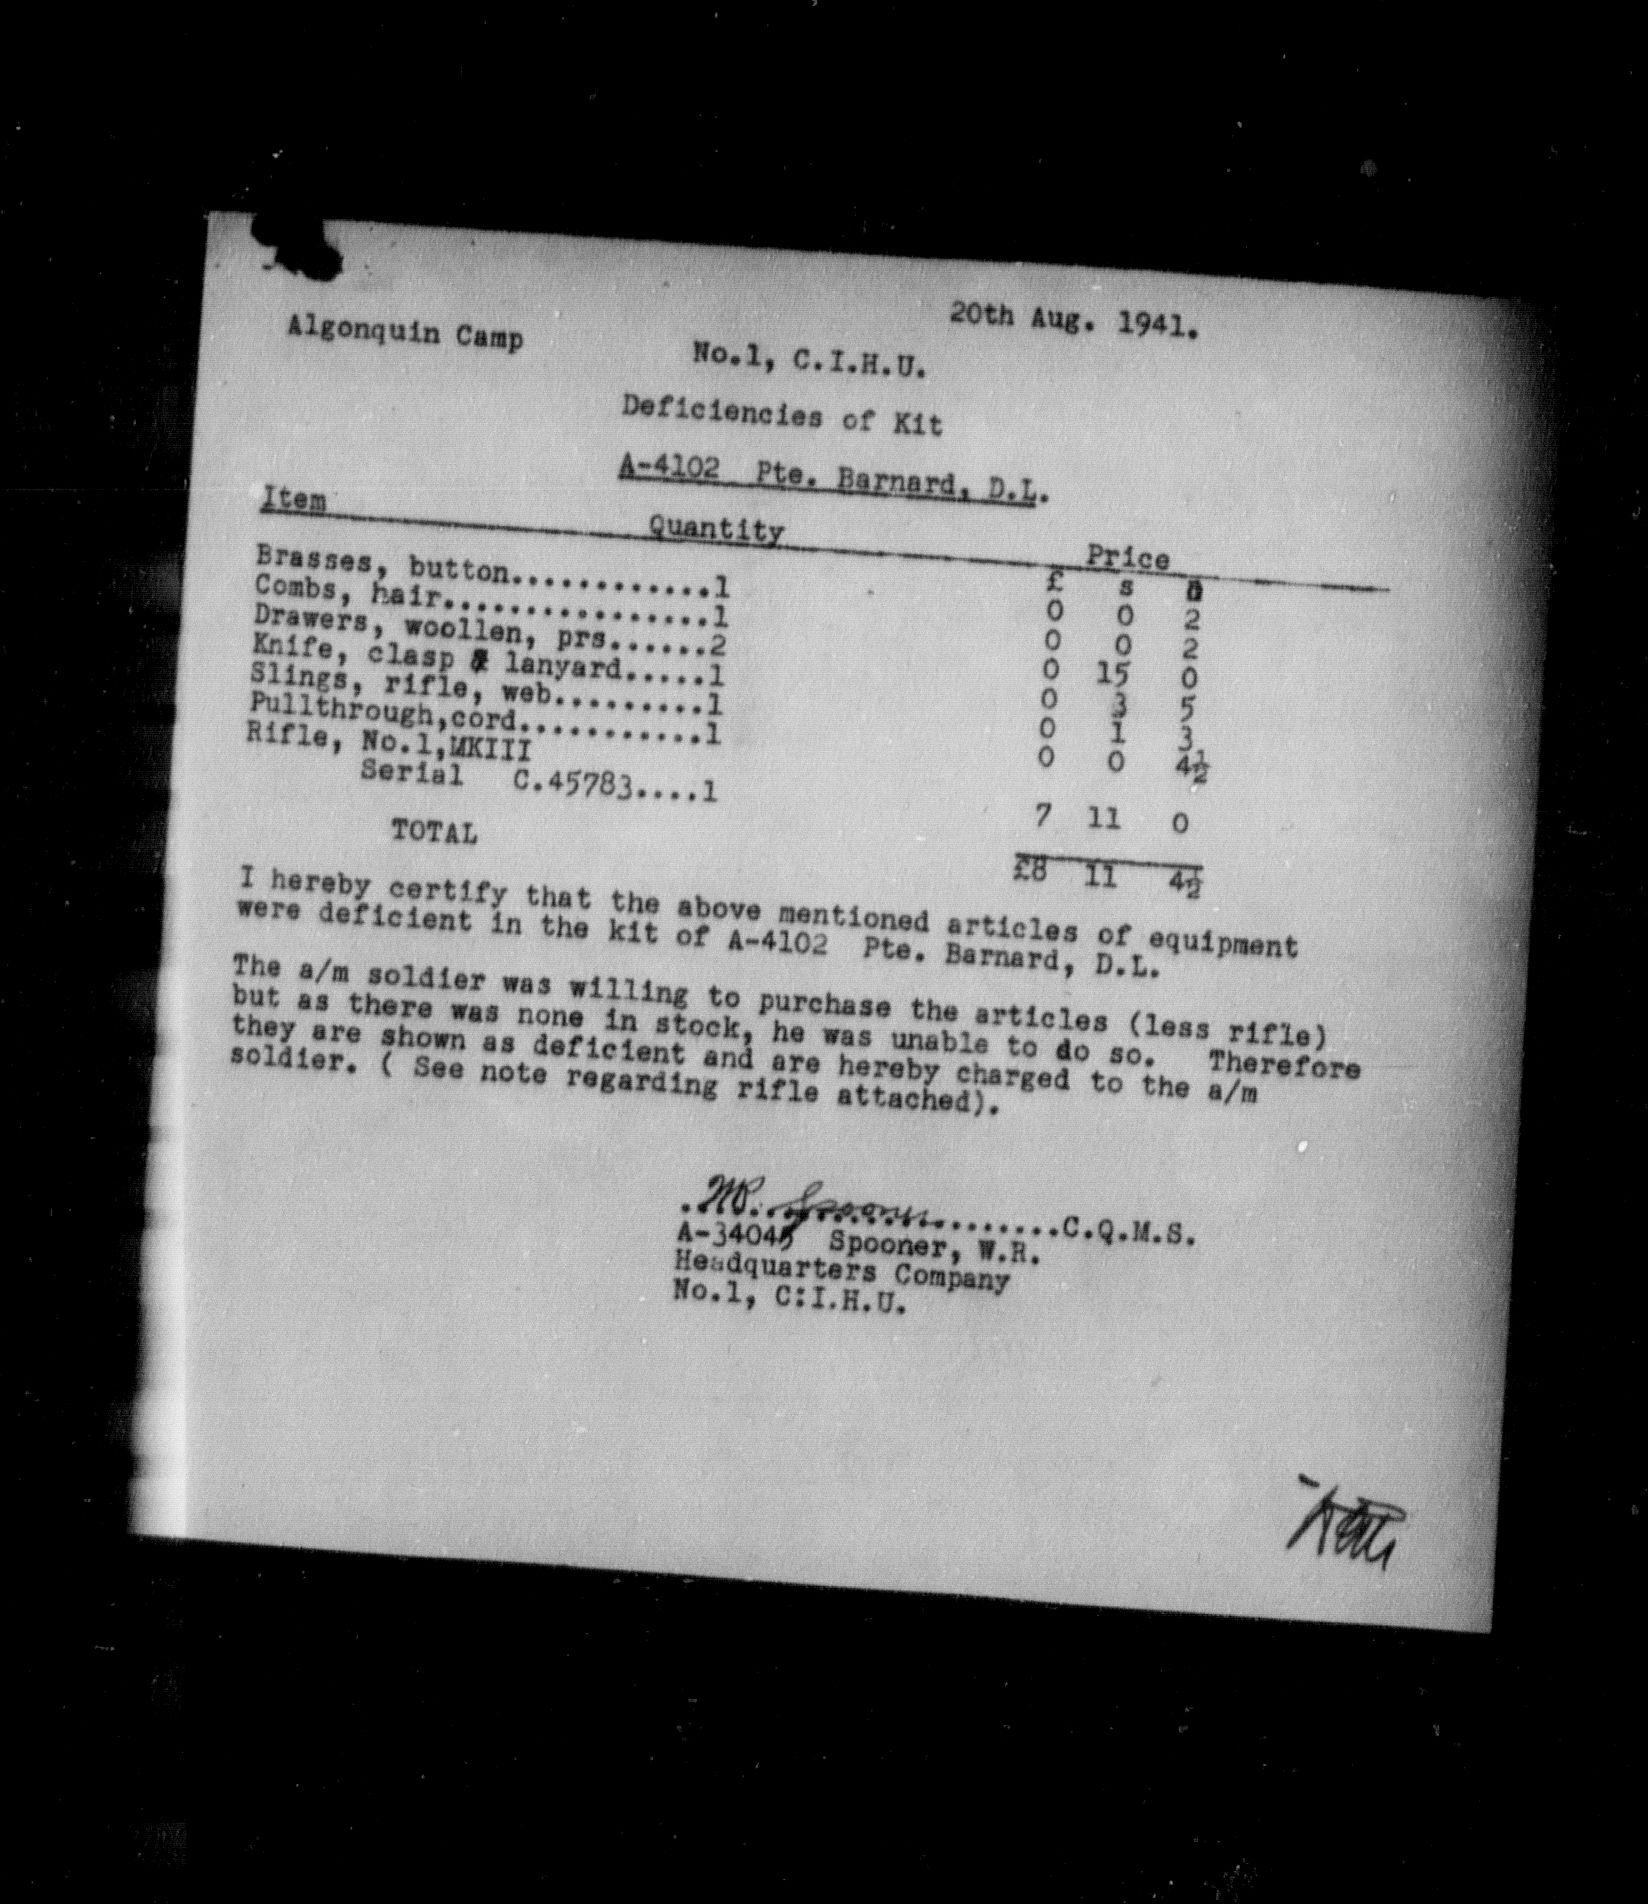 20th Aug. 1941.
Algonquin Camp
No.1, C.I.H.U.
Deficiencies of Kit
A-4102 Pte. Barnard, D.L.
Item Quantity Price
£ s D
Brasses, button............1 0 0 2
Combs, hair................1 0 0 2
Drawers, woollen, prs......2 0 15 0
Knife, clasp & lanyard.....1 0 3 5
Slings, rifle, web.........1 0 1 3
Pullthrough,cord...........1 0 0 4½
Rifle, No.1,MKIII
Serial C.45783....1 7 11 0
TOTAL £8 11 4½
I hereby certify that the above mentioned articles of equipment
were deficient in the kit of A-4102 Pte. Barnard, D.L.
The a/m soldier was willing to purchase the articles (less rifle)
but as there was none in stock, he was unable to do so. Therefore
they are shown as deficient and are hereby charged to the a/m
soldier. ( See note regarding rifle attached).
W. Spooner C.Q.M.S.
A-34045 Spooner, W.R.
Headquarters Company
No.1, C:I.H.U.